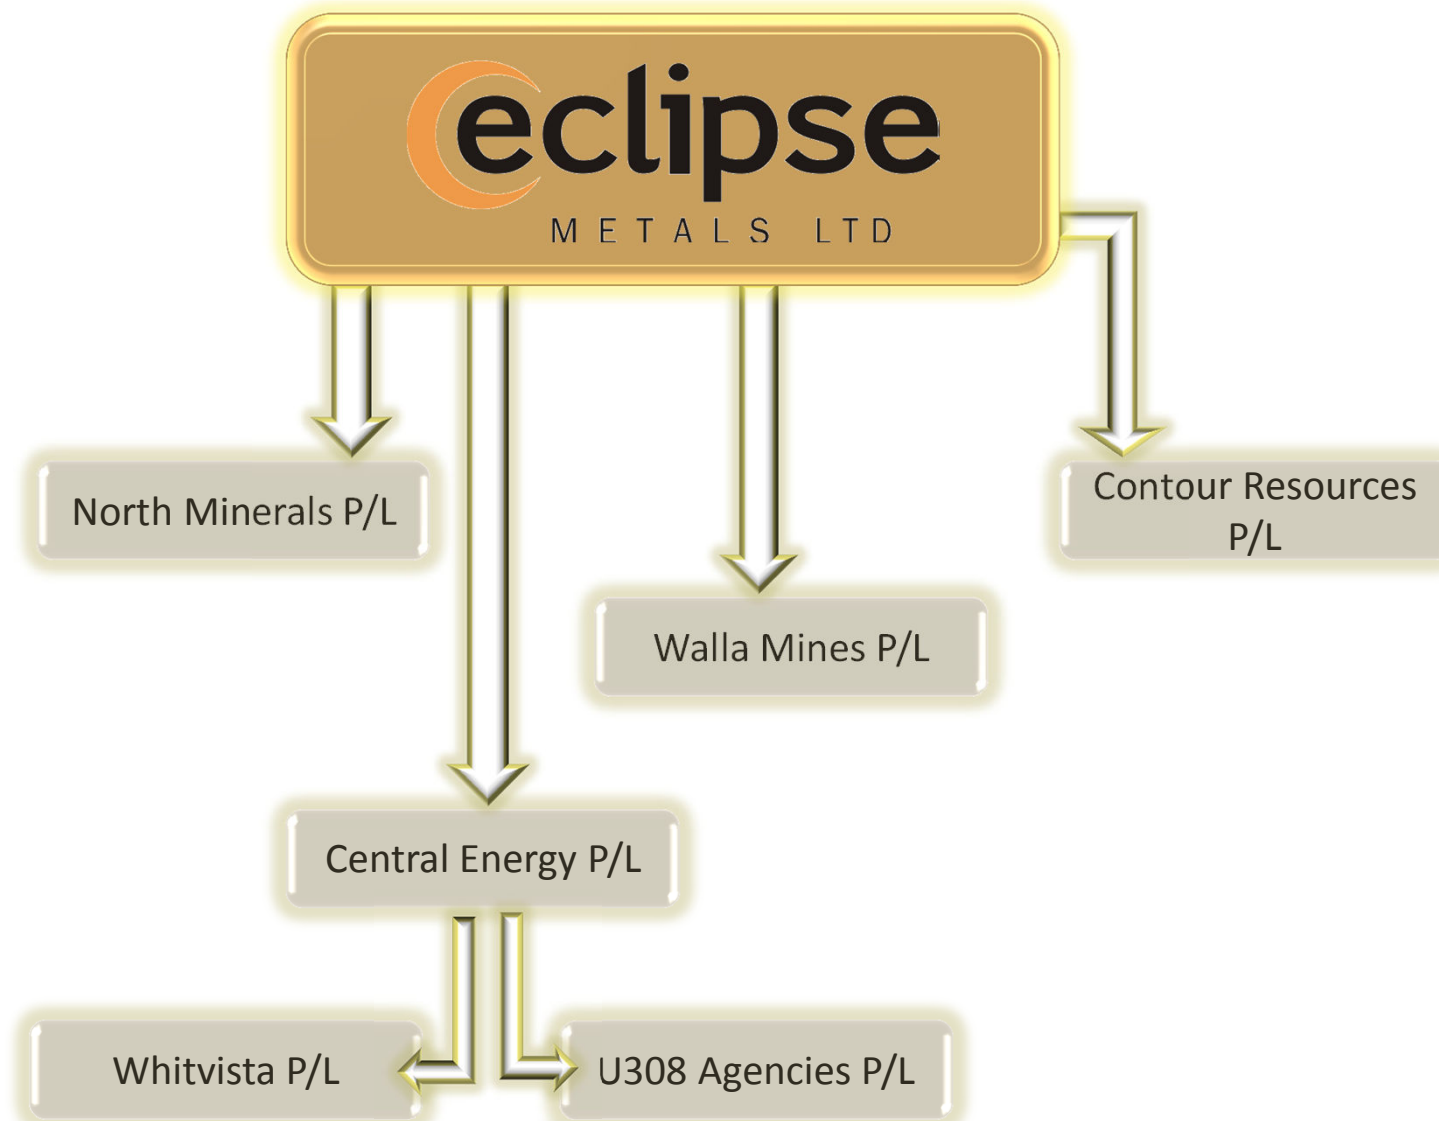 eclipse
METALS LTD
North Minerals P/L
Contour Resources
P/L
Walla Mines P/L
Central Energy P/L
Whitvista P/L
U308 Agencies P/L